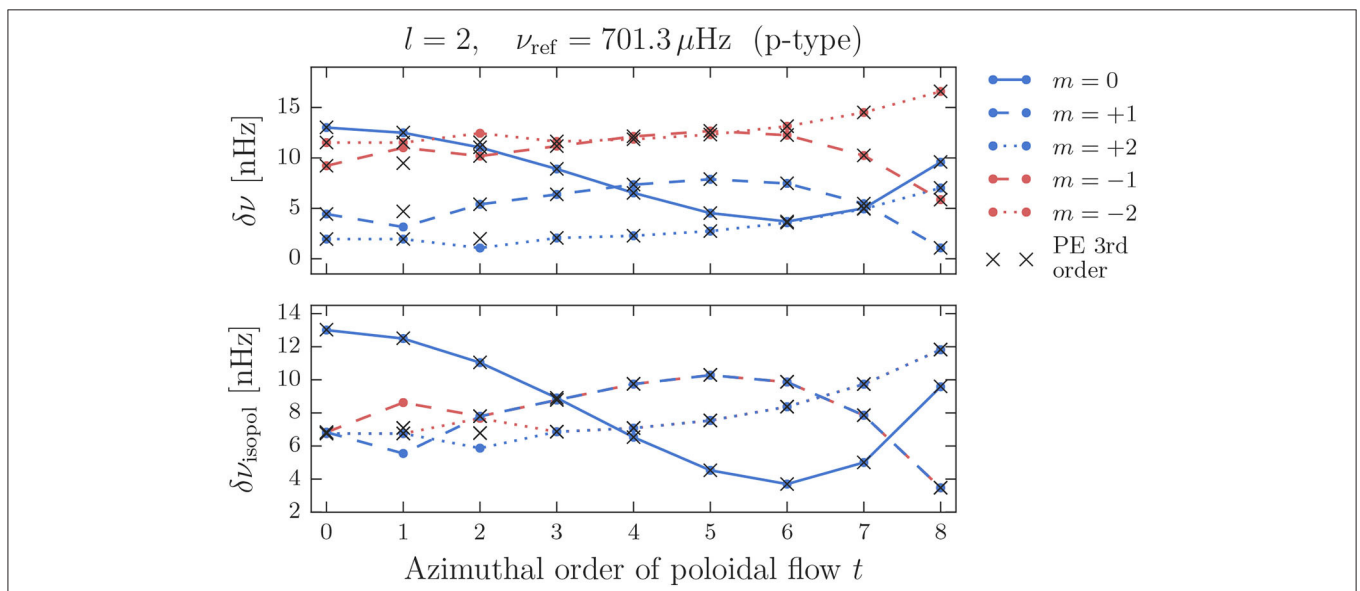 l = 2, ν_ref = 701.3 μHz (p-type)
δν [nHz]
15
10
5
0
m = 0
m = +1
m = +2
m = −1
m = −2
PE 3rd
order
δν_isopol [nHz]
14
12
10
8
6
4
2
0 1 2 3 4 5 6 7 8
Azimuthal order of poloidal flow t